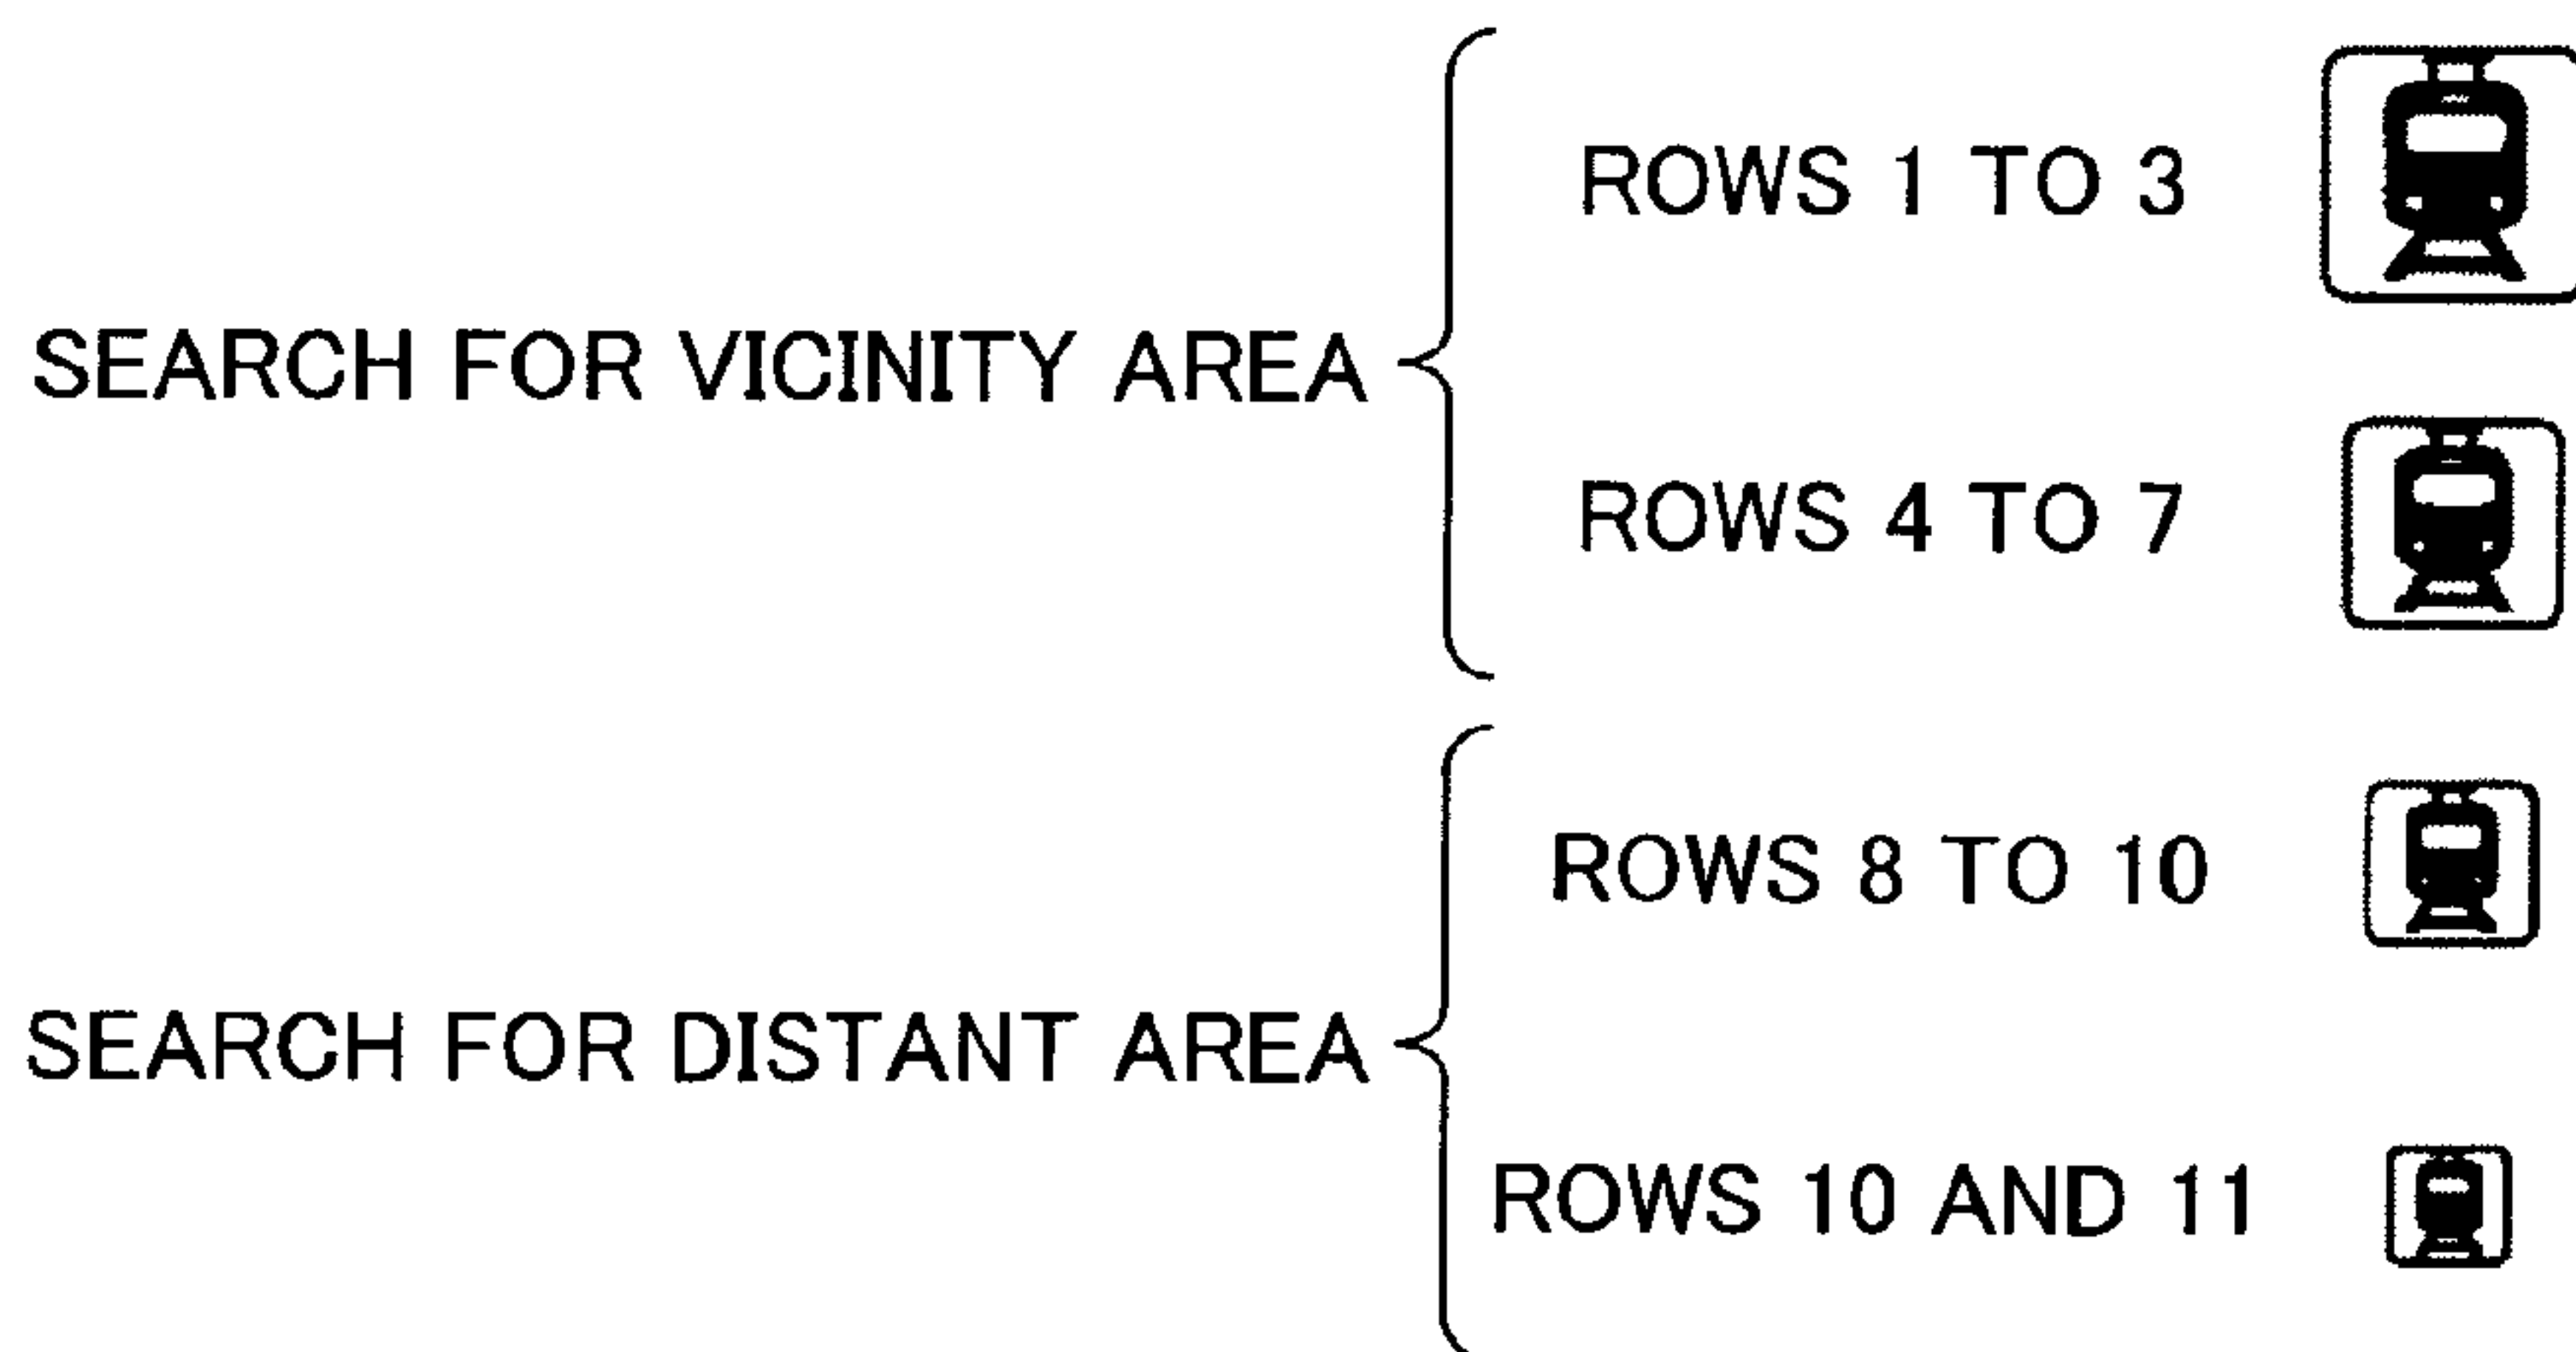 ROWS 1 TO 3
SEARCH FOR VICINITY AREA
ROWS 4 TO 7
ROWS 8 TO 10
SEARCH FOR DISTANT AREA
ROWS 10 AND 11